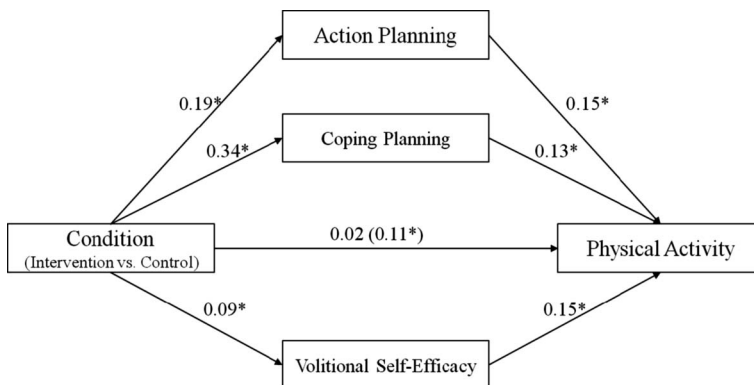 Action Planning
0.19*
0.15*
Coping Planning
0.34*
0.13*
Condition
(Intervention vs. Control)
0.02 (0.11*)
Physical Activity
0.09*
0.15*
Volitional Self-Efficacy